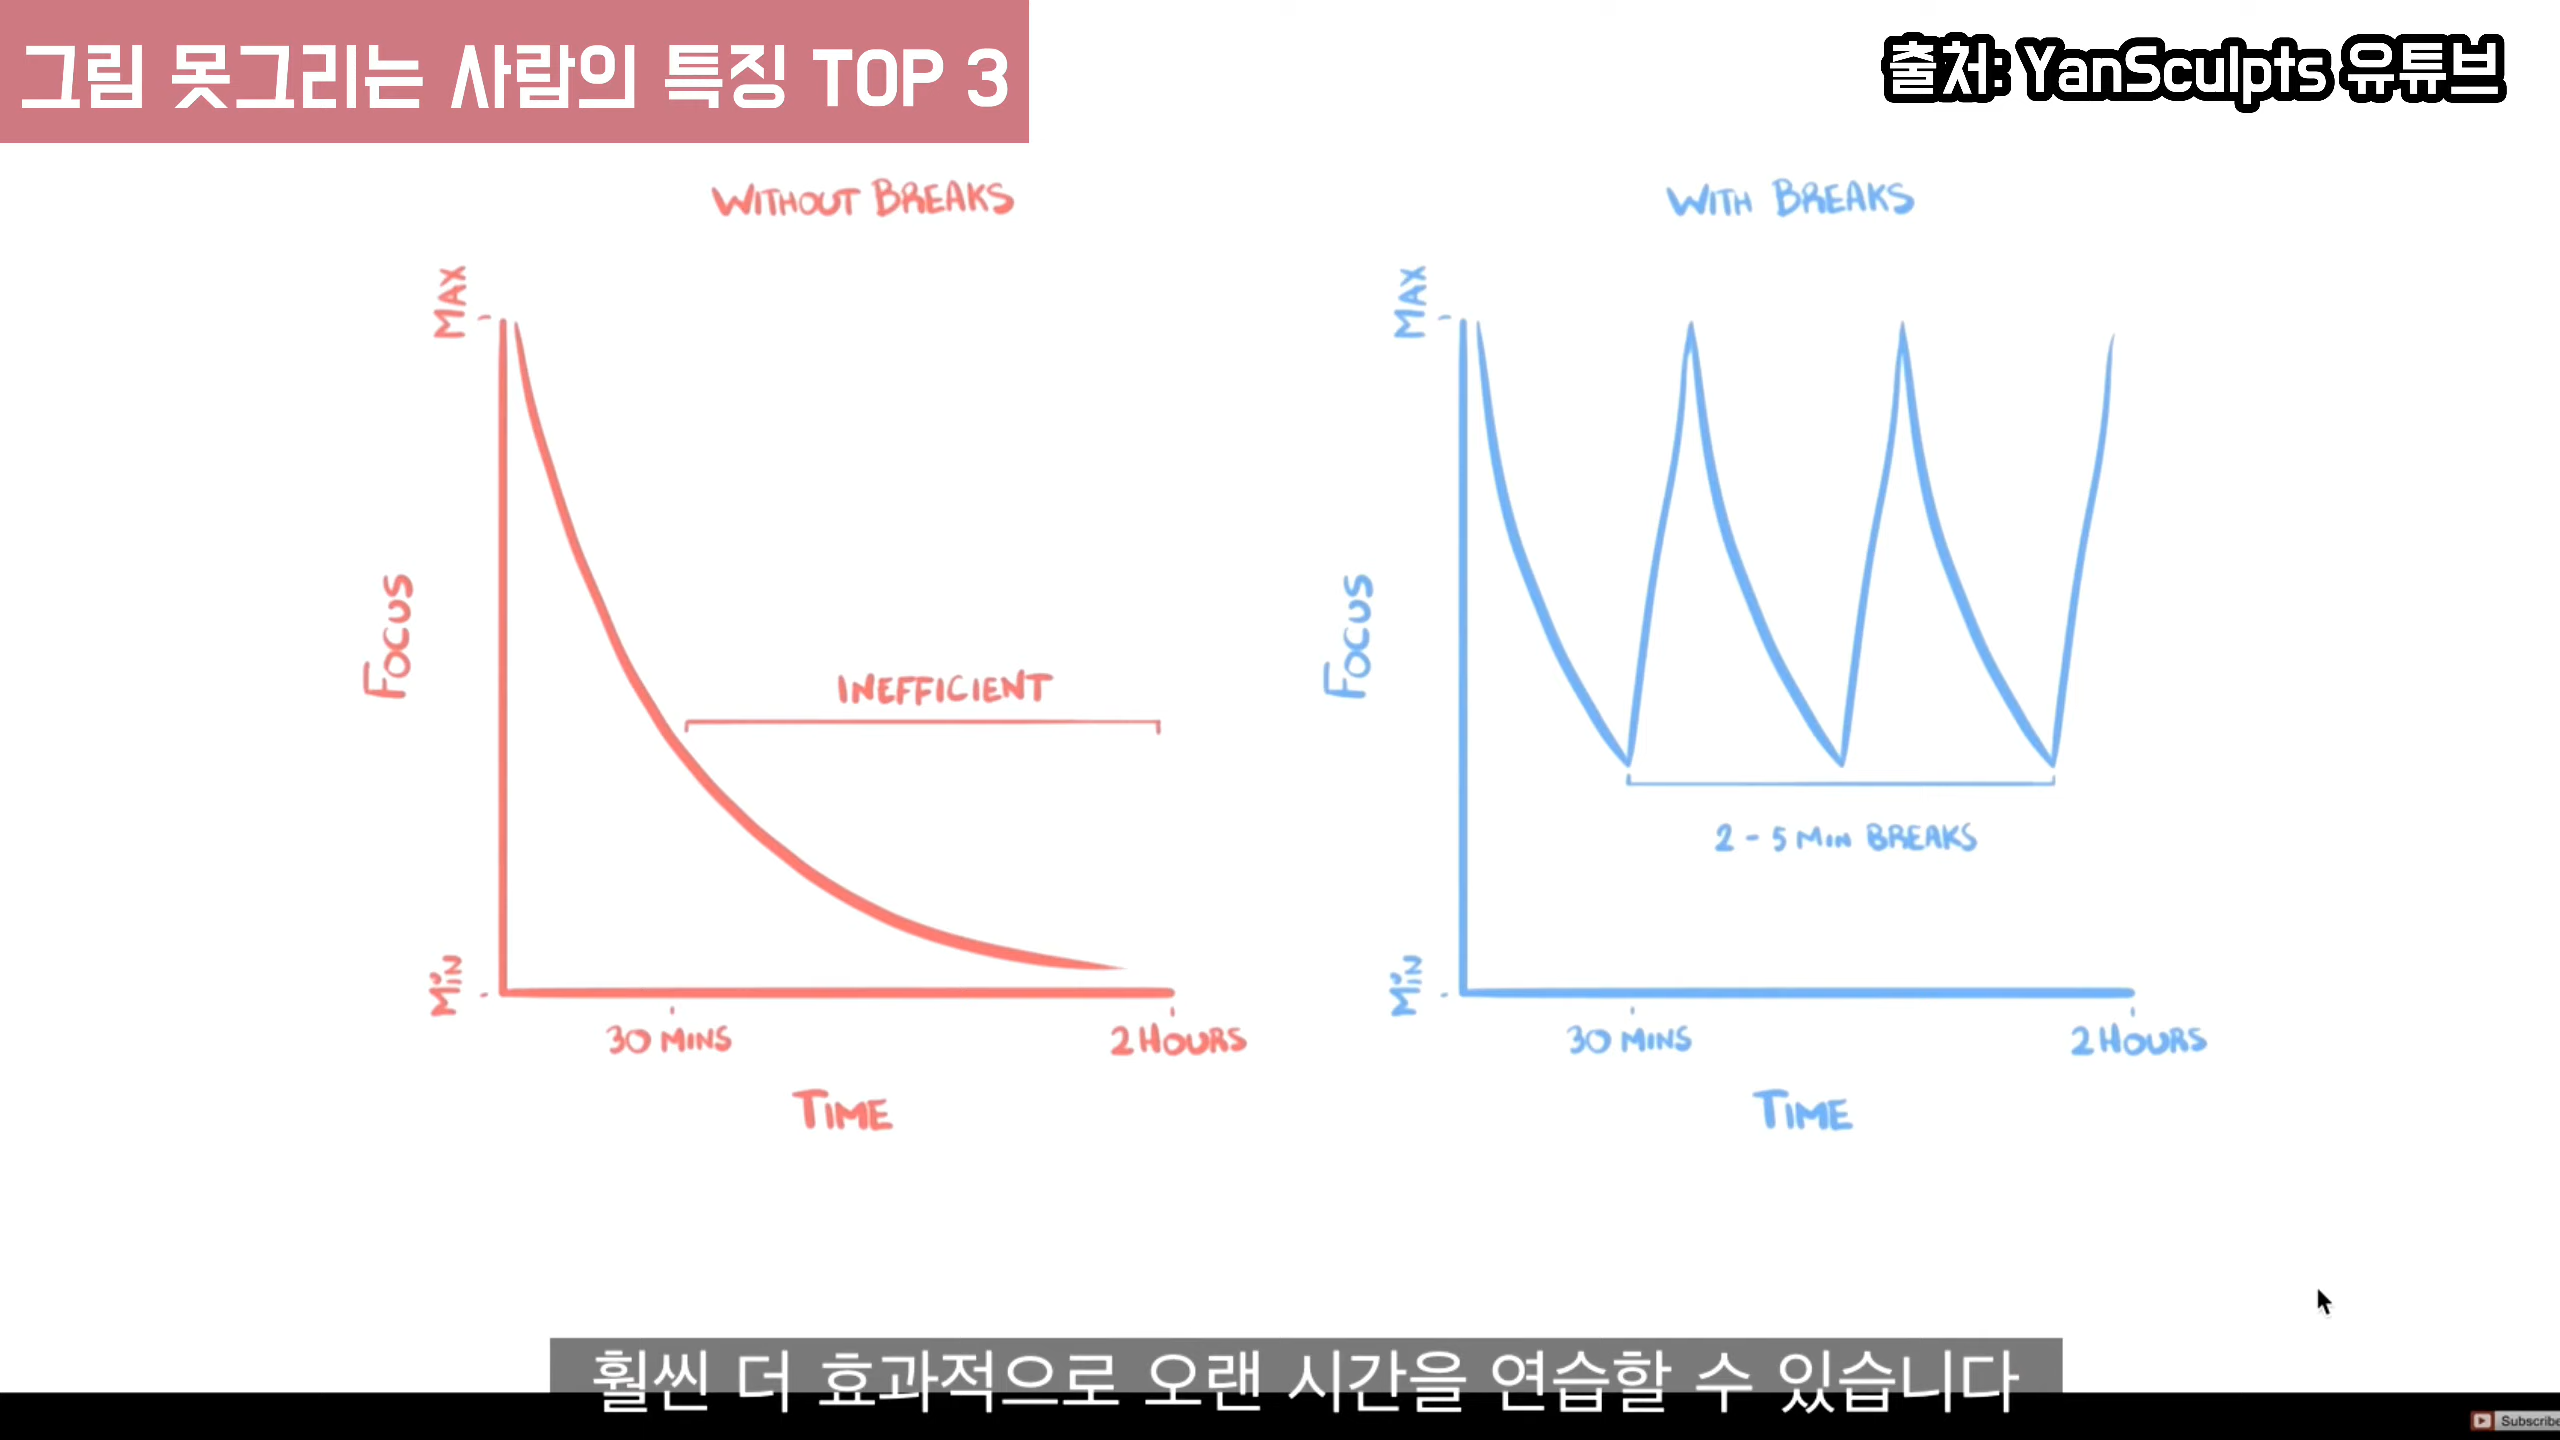 그림 못그리는 사람의 특징 TOP 3
출처: YanSculpts 유튜브
WITHOUT BREAKS
MAX
FOCUS
INEFFICIENT
MIN
30 MINS
2 HOURS
TIME
WITH BREAKS
MAX
FOCUS
2 - 5 MIN BREAKS
MIN
30 MINS
2 HOURS
TIME
훨씬 더 효과적으로 오랜 시간을 연습할 수 있습니다
Subscribe